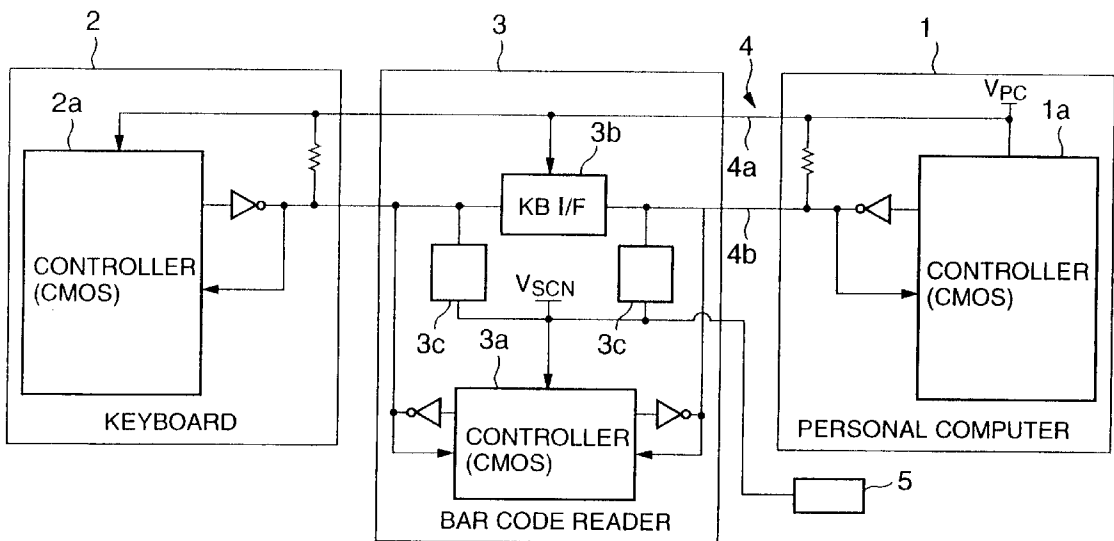 2
3
1
4
V_PC
2a
1a
3b
4a
KB I/F
4b
CONTROLLER
(CMOS)
V_SCN
CONTROLLER
(CMOS)
3c
3a
3c
KEYBOARD
CONTROLLER
(CMOS)
PERSONAL COMPUTER
5
BAR CODE READER